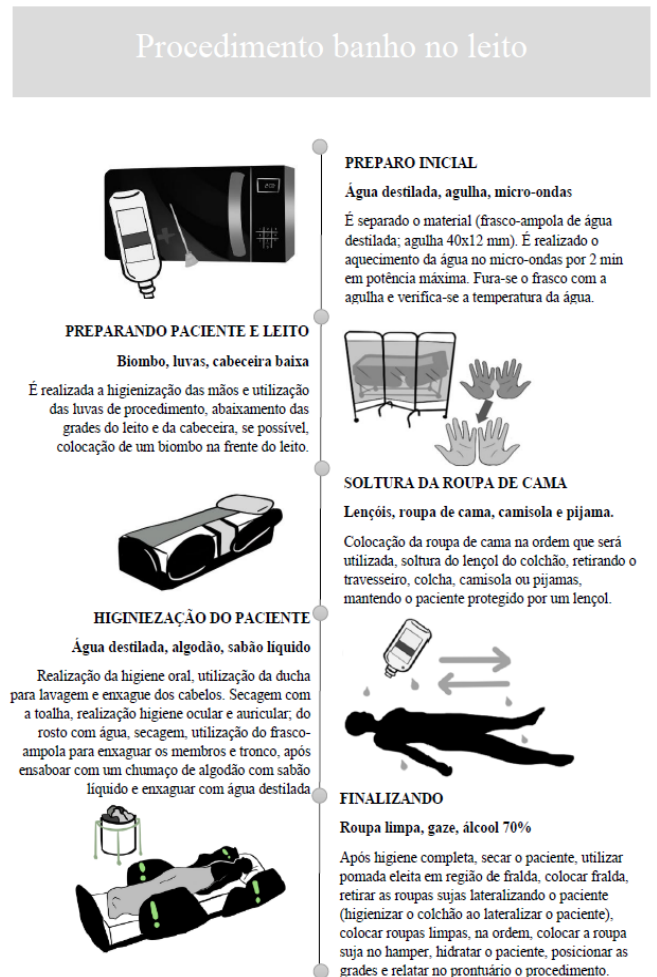 Procedimento banho no leito
PREPARO INICIAL
Água destilada, agulha, micro-ondas
É separado o material (frasco-ampola de água
destilada; agulha 40x12 mm). É realizado o
aquecimento da água no micro-ondas por 2 min
em potência máxima. Fura-se o frasco com a
agulha e verifica-se a temperatura da água.
PREPARANDO PACIENTE E LEITO
Biombo, luvas, cabeceira baixa
É realizada a higienização das mãos e utilização
das luvas de procedimento, abaixamento das
grades do leito e da cabeceira, se possível,
colocação de um biombo na frente do leito.
SOLTURA DA ROUPA DE CAMA
Lençóis, roupa de cama, camisola e pijama.
Colocação da roupa de cama na ordem que será
utilizada, soltura do lençol do colchão, retirando o
travesseiro, colcha, camisola ou pijamas,
mantendo o paciente protegido por um lençol.
HIGINIEZAÇÃO DO PACIENTE
Água destilada, algodão, sabão líquido
Realização da higiene oral, utilização da ducha
para lavagem e enxague dos cabelos. Secagem com
a toalha, realização higiene ocular e auricular; do
rosto com água, secagem, utilização do frasco-
ampola para enxaguar os membros e tronco, após
ensaboar com um chumaço de algodão com sabão
líquido e enxaguar com água destilada
FINALIZANDO
Roupa limpa, gaze, álcool 70%
Após higiene completa, secar o paciente, utilizar
pomada eleita em região de fralda, colocar fralda,
retirar as roupas sujas lateralizando o paciente
(higienizar o colchão ao lateralizar o paciente),
colocar roupas limpas, na ordem, colocar a roupa
suja no hamper, hidratar o paciente, posicionar as
grades e relatar no prontuário o procedimento.